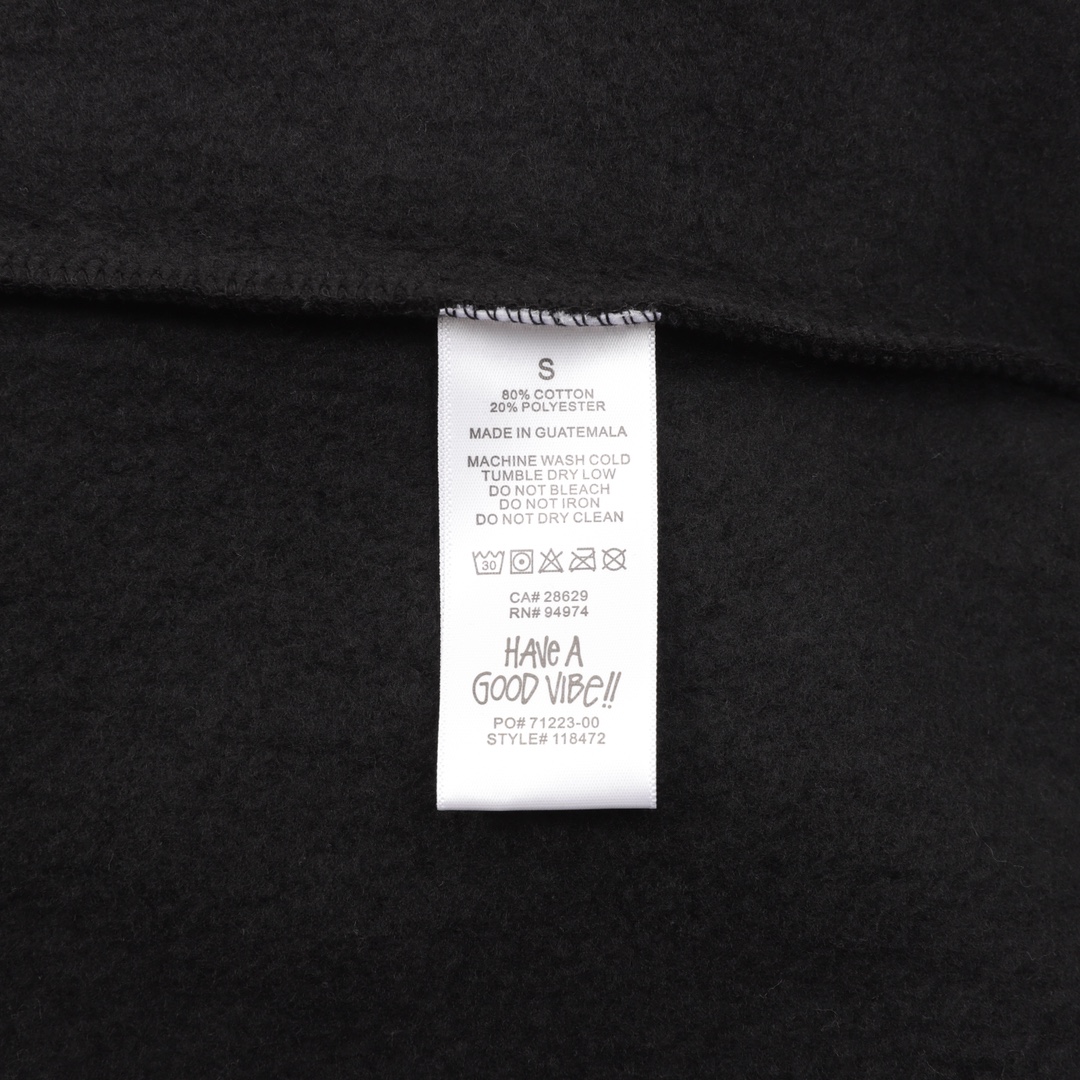 S
80% COTTON
20% POLYESTER
MADE IN GUATEMALA
MACHINE WASH COLD
TUMBLE DRY LOW
DO NOT BLEACH
DO NOT IRON
DO NOT DRY CLEAN
30
CA# 28629
RN# 94974
HAVe A
GOOD VIBe!!
PO# 71223-00
STYLE# 118472